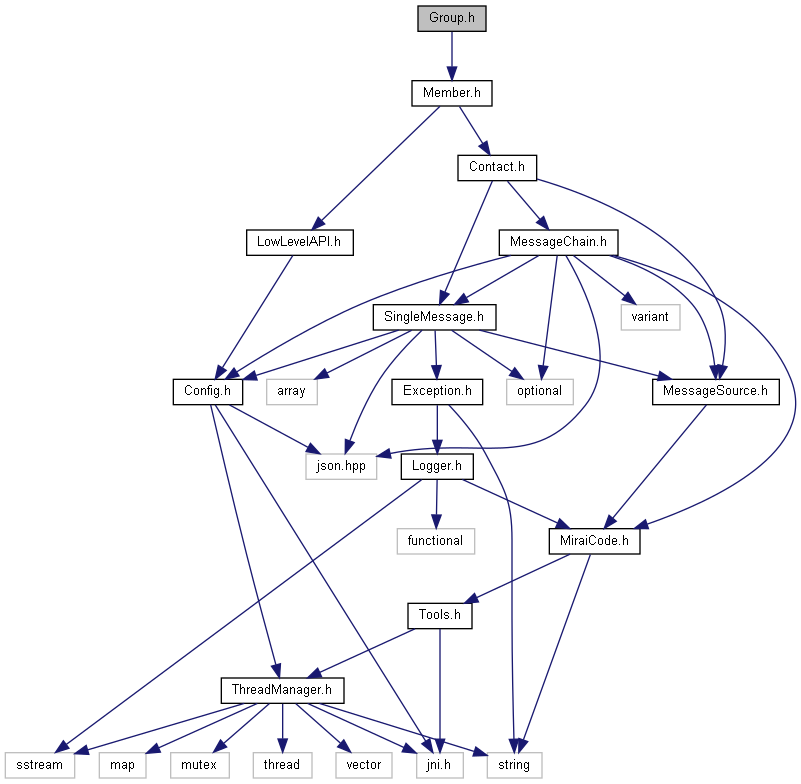 Group.h
Member.h
Contact.h
LowLevelAPI.h
MessageChain.h
SingleMessage.h
variant
Config.h
array
Exception.h
optional
MessageSource.h
json.hpp
Logger.h
functional
MiraiCode.h
Tools.h
ThreadManager.h
sstream
map
mutex
thread
vector
jni.h
string